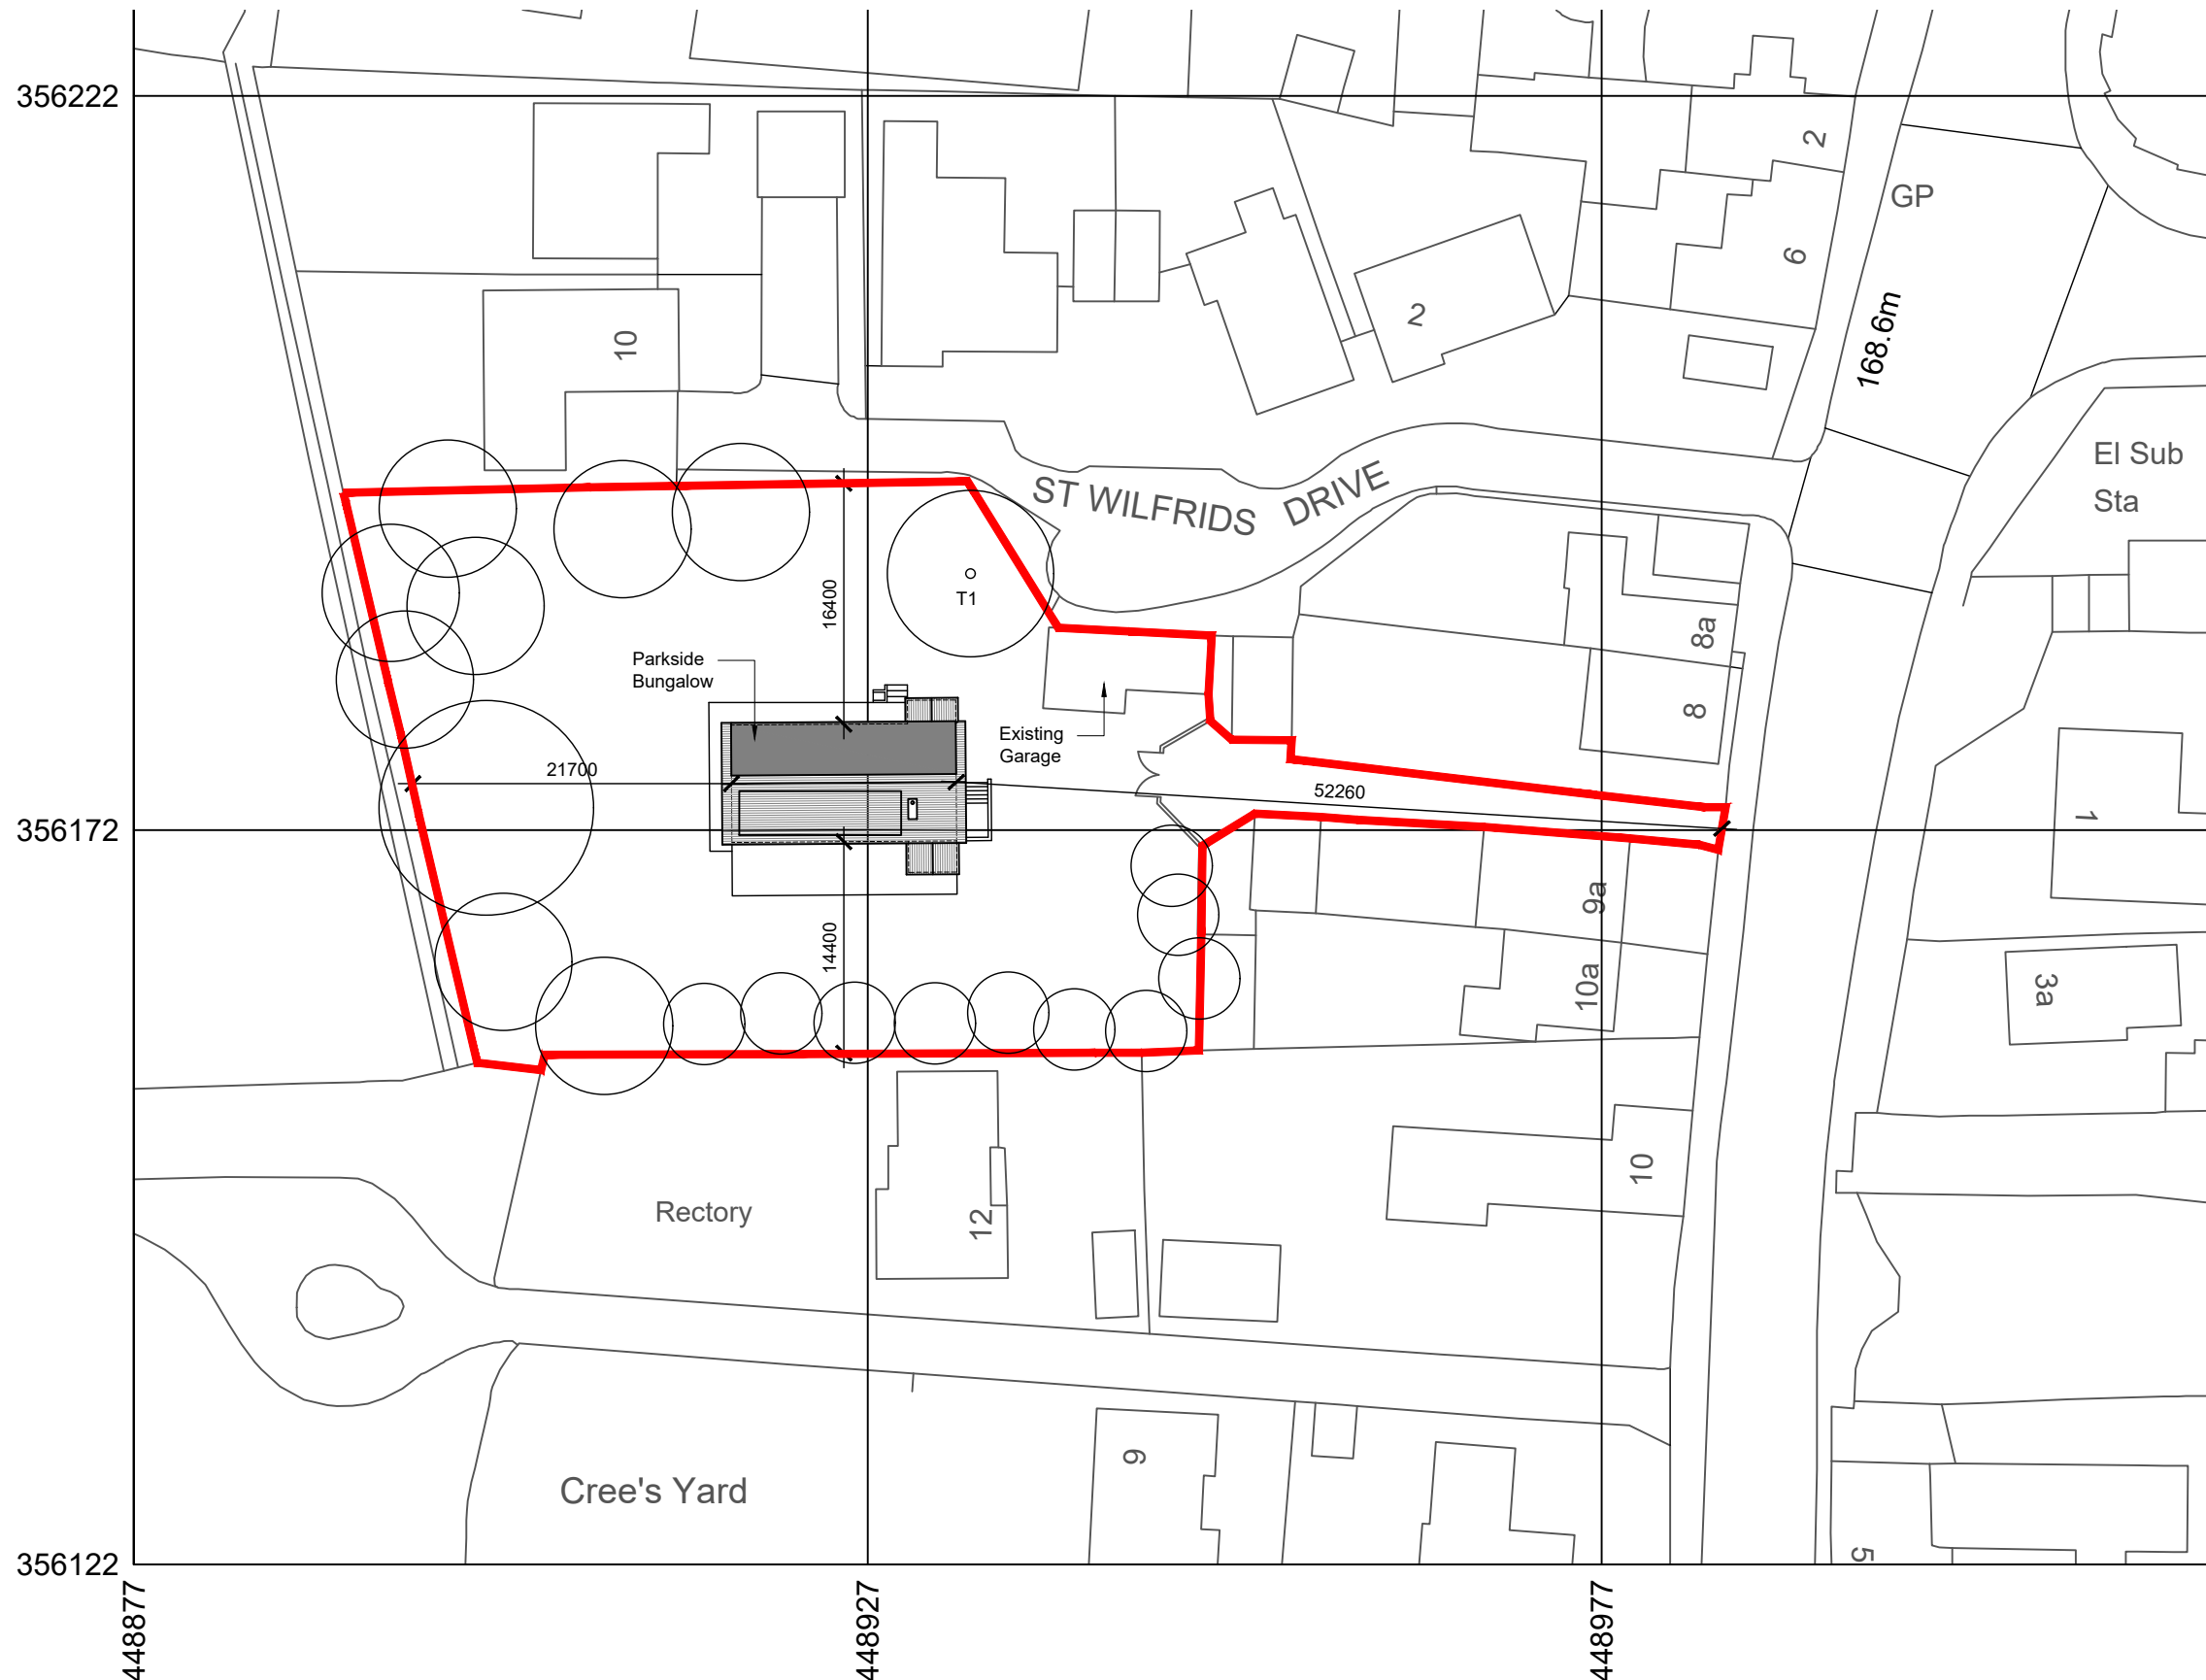 356222
2
GP
6
168.6m
2
10
El Sub
Sta
ST WILFRIDS DRIVE
T1
16400
8a
Parkside
Bungalow
8
Existing
Garage
21700
52260
1
356172
9a
14400
10a
3a
10
Rectory
12
6
Cree's Yard
5
356122
448877
448927
448977